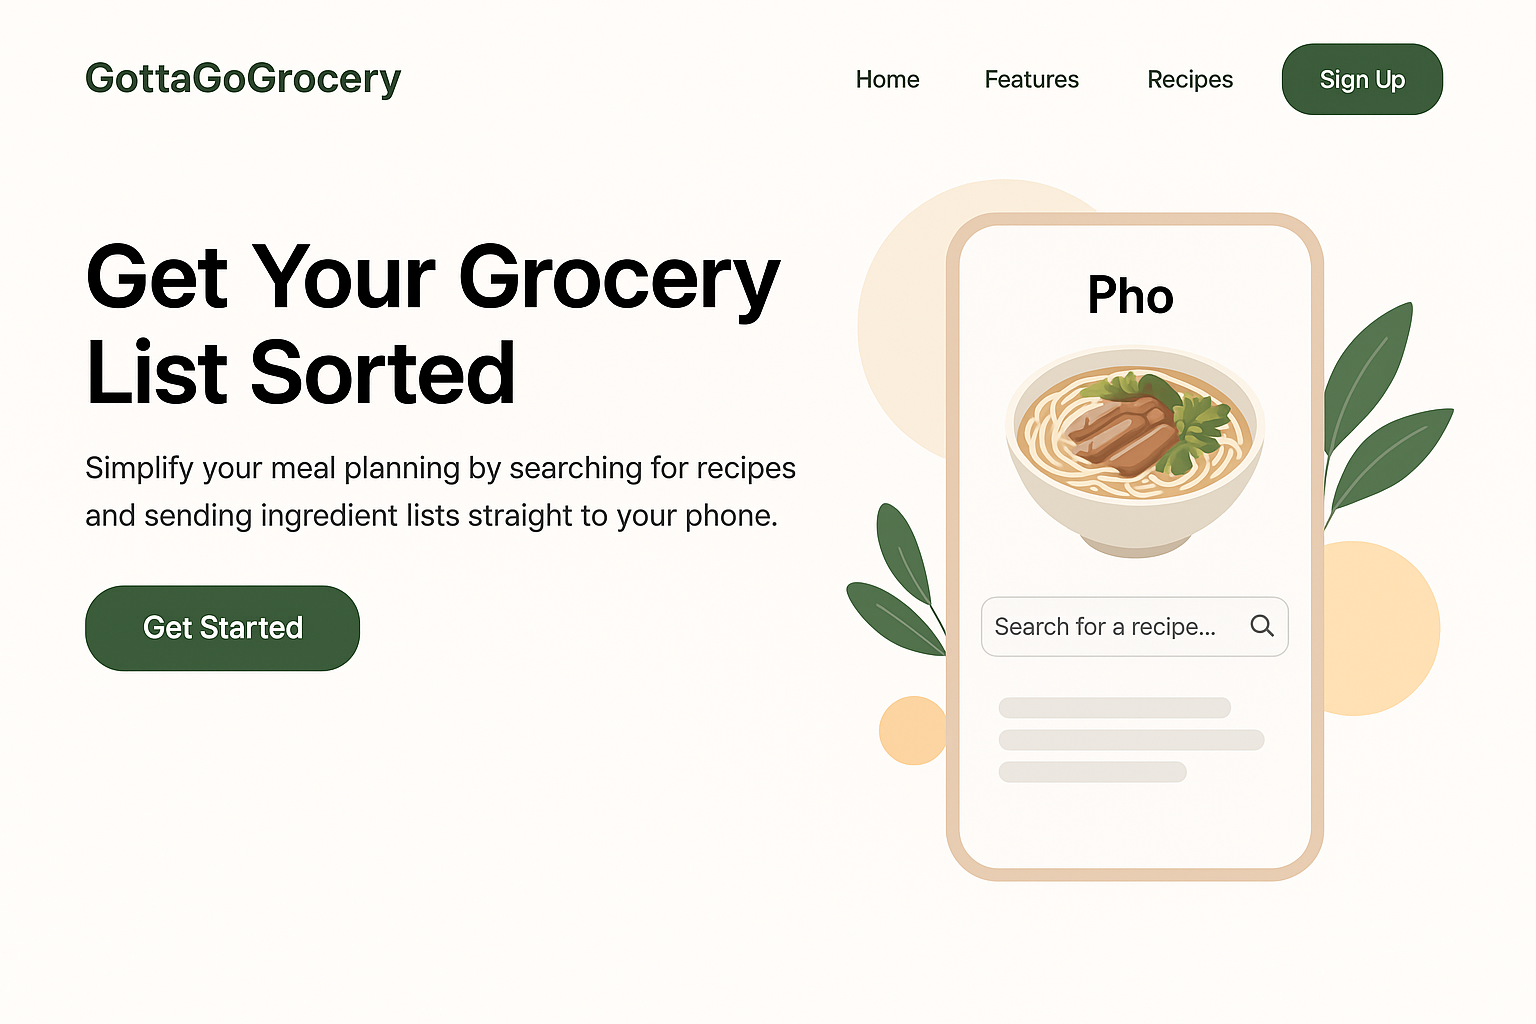 GottaGoGrocery
Home
Features
Recipes
Sign Up
Get Your Grocery
List Sorted
Simplify your meal planning by searching for recipes
and sending ingredient lists straight to your phone.
Get Started
Pho
Search for a recipe...